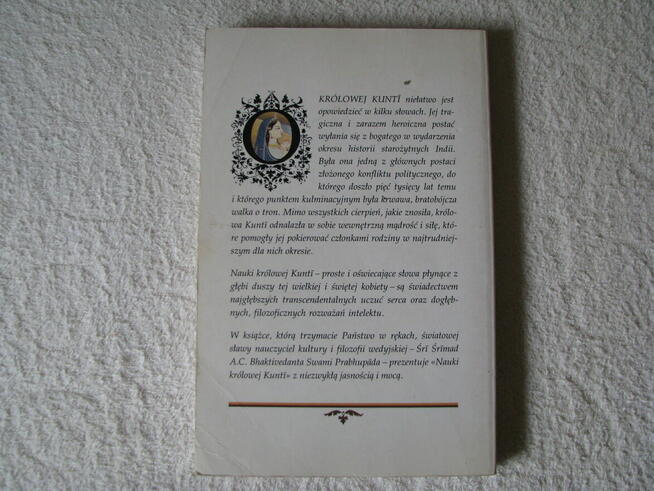 O KRÓLOWEJ KUNTĪ niełatwo jest
opowiedzieć w kilku słowach. Jej tra-
giczna i zarazem heroiczna postać
wyłania się z bogatego w wydarzenia
okresu historii starożytnych Indii.
Była ona jedną z głównych postaci
złożonego konfliktu politycznego, do
którego doszło pięć tysięcy lat temu
i którego punktem kulminacyjnym była krwawa, bratobójcza
walka o tron. Mimo wszystkich cierpień, jakie znosiła, królo-
wa Kuntī odnalazła w sobie wewnętrzną mądrość i siłę, któ-
re pomogły jej pokierować członkami rodziny w najtrudniej-
szym dla nich okresie.
Nauki królowej Kuntī – proste i oświecające słowa płynące z
głębi duszy tej wielkiej i świętej kobiety – są świadectwem
najgłębszych transcendentalnych uczuć serca oraz dogłęb-
nych, filozoficznych rozważań intelektu.
W książce, którą trzymacie Państwo w rękach, światowej
sławy nauczyciel kultury i filozofii wedyjskiej – Śrī Śrīmad
A.C. Bhaktivedanta Swami Prabhupāda – prezentuje «Nauki
królowej Kuntī» z niezwykłą jasnością i mocą.